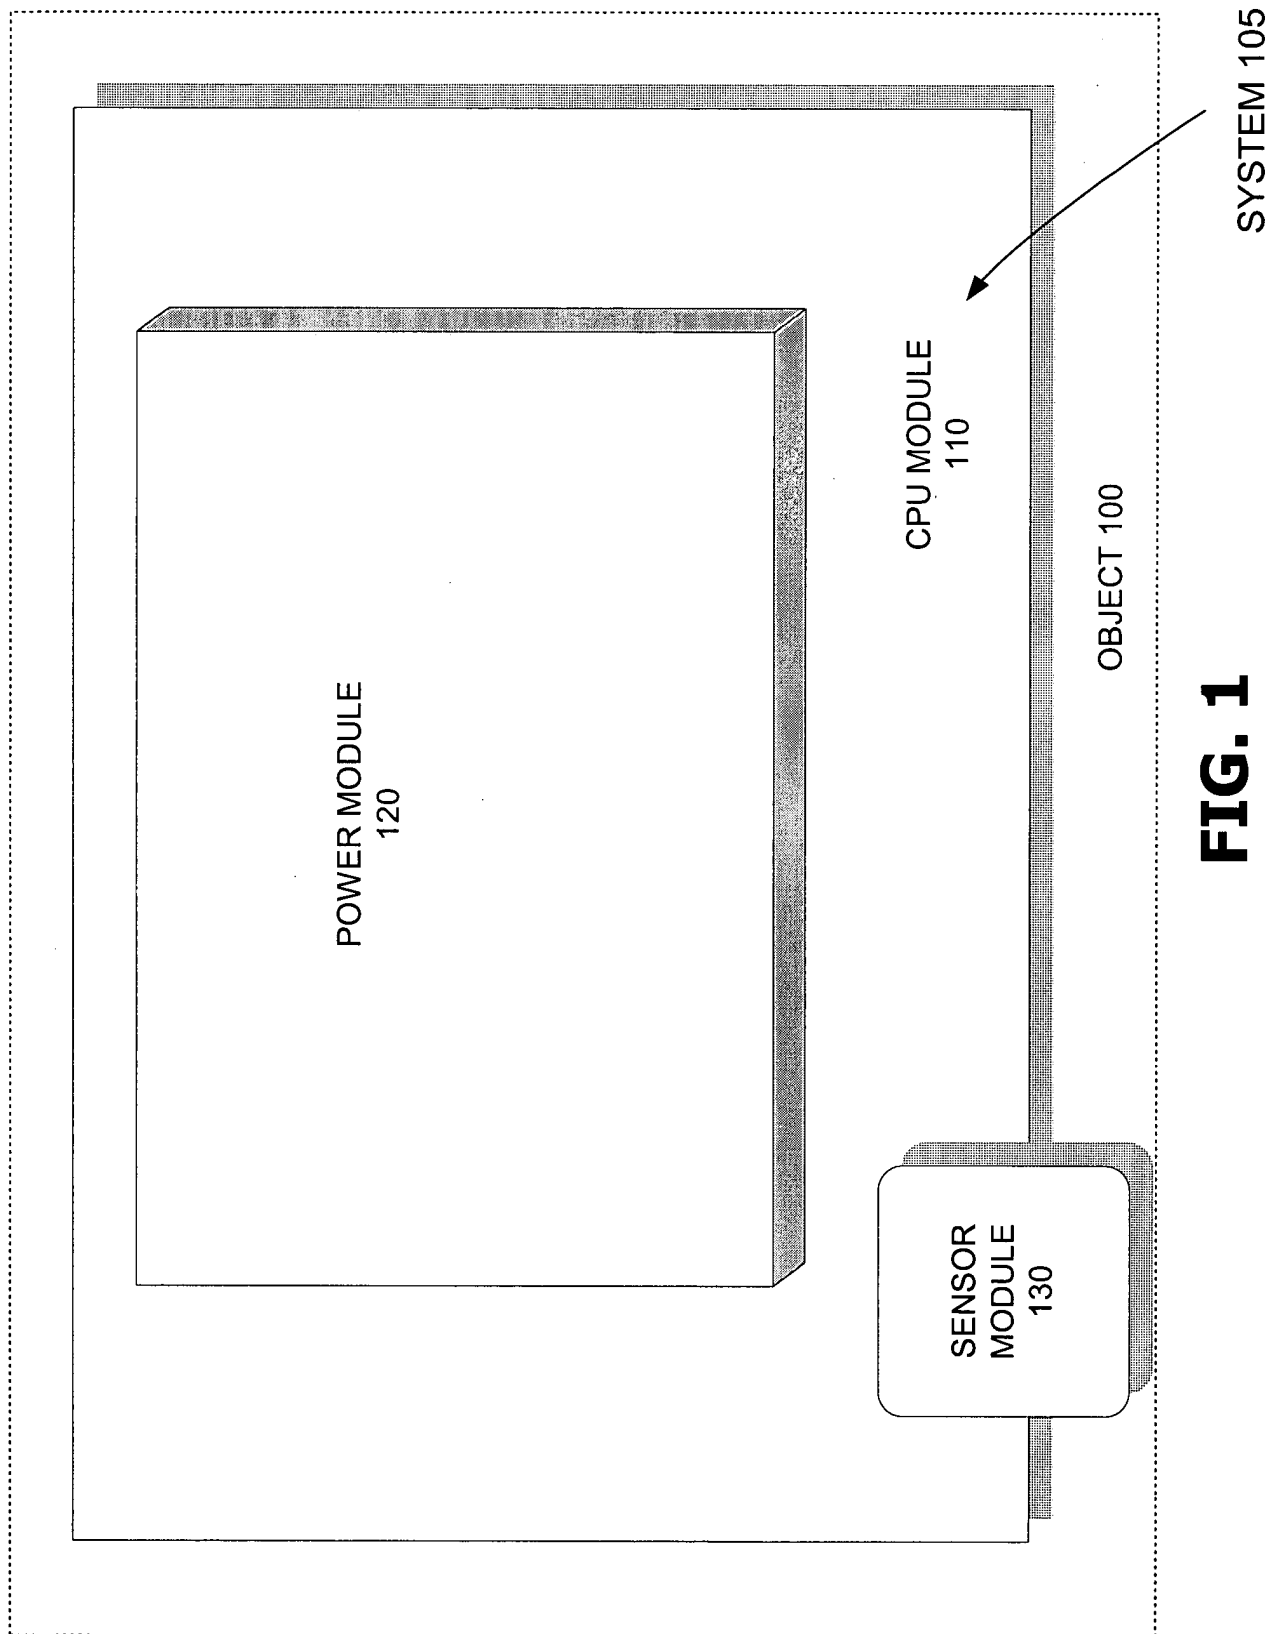 SYSTEM 105
POWER MODULE
120
CPU MODULE
110
SENSOR
MODULE
130
OBJECT 100
FIG. 1